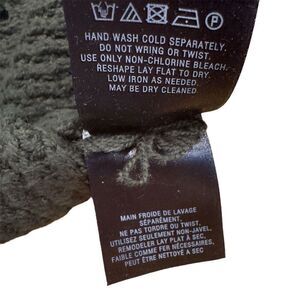 HAND WASH COLD SEPARATELY.
DO NOT WRING OR TWIST.
USE ONLY NON-CHLORINE BLEACH.
RESHAPE LAY FLAT TO DRY.
LOW IRON AS NEEDED.
MAY BE DRY CLEANED.
MAIN FROIDE DE LAVAGE
SÉPARÉMENT.
NE PAS TORDRE OU TWIST,
UTILISEZ SEULEMENT NON-JAVEL.
REMODELER LAY PLAT À SEC,
FAIBLE COMME FER NÉCESSAIRES,
PEUT ÊTRE NETTYÉ À SEC